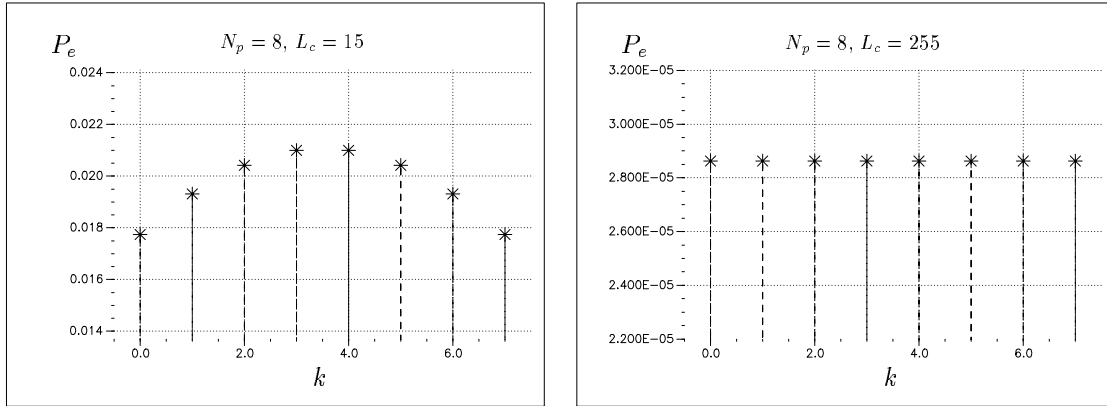 P_e
N_p = 8, L_c = 15
0.024
0.022
0.020
0.018
0.016
0.014
0.0 2.0 4.0 6.0
k
P_e
N_p = 8, L_c = 255
3.200E-05
3.000E-05
2.800E-05
2.600E-05
2.400E-05
2.200E-05
0.0 2.0 4.0 6.0
k